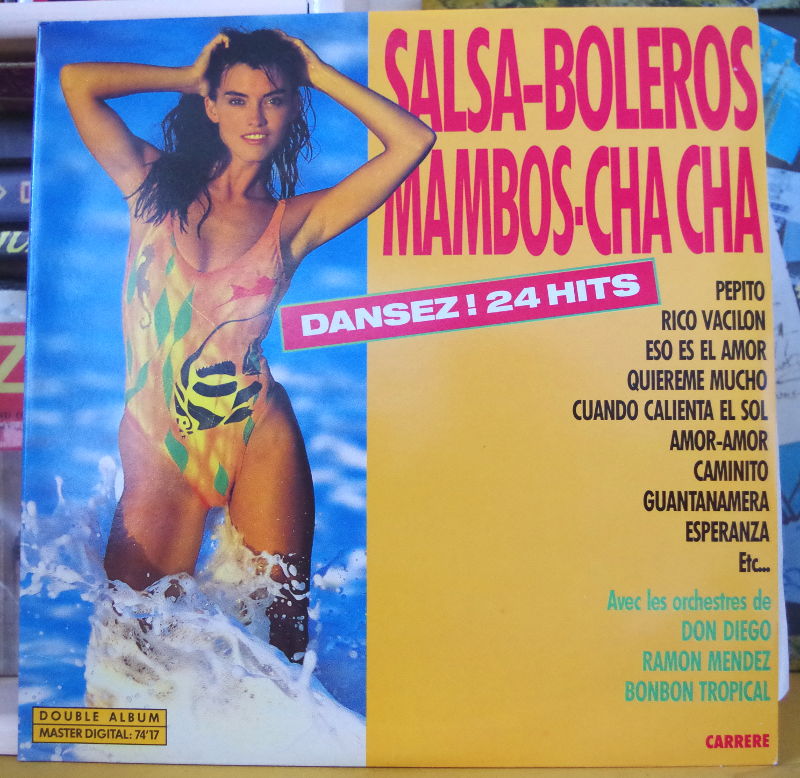 SALSA-BOLEROS
MAMBOS-CHA CHA
DANSEZ ! 24 HITS
PEPITO
RICO VACILON
ESO ES EL AMOR
QUIEREME MUCHO
CUANDO CALIENTA EL SOL
AMOR-AMOR
CAMINITO
GUANTANAMERA
ESPERANZA
Etc...
Avec les orchestres de
DON DIEGO
RAMON MENDEZ
BONBON TROPICAL
DOUBLE ALBUM
MASTER DIGITAL: 74'17
CARRERE